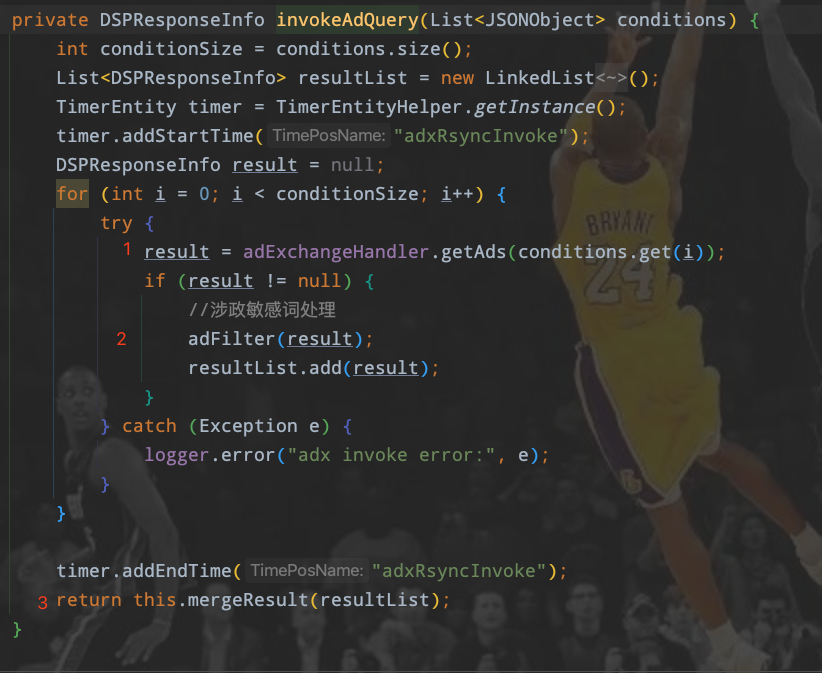 private DSPResponseInfo invokeAdQuery(List<JSONObject> conditions) {
int conditionSize = conditions.size();
List<DSPResponseInfo> resultList = new LinkedList<~>();
TimerEntity timer = TimerEntityHelper.getInstance();
timer.addStartTime( TimePosName: "adxRsyncInvoke");
DSPResponseInfo result = null;
for (int i = 0; i < conditionSize; i++) {
try {
1 result = adExchangeHandler.getAds(conditions.get(i));
if (result != null) {
//涉政敏感词处理
2 adFilter(result);
resultList.add(result);
}
} catch (Exception e) {
logger.error("adx invoke error:", e);
}
}
timer.addEndTime( TimePosName: "adxRsyncInvoke");
3 return this.mergeResult(resultList);
}
BRYANT
24